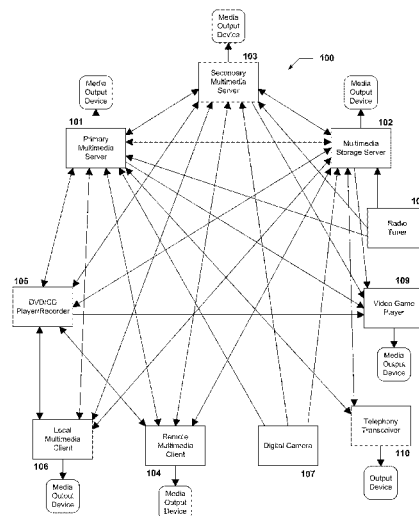 Media
Output
Device
103
Secondary
Multimedia
Server
100
Media
Output
Device
101
Primary
Multimedia
Server
Media
Output
Device
102
Multimedia
Storage Server
Radio
Tuner
105
DVD/CD
Player/Recorder
109
Video Game
Player
Media
Output
Device
Local
Multimedia
Client
106
Remote
Multimedia
Client
104
Digital Camera
107
Telephony
Transceiver
110
Media
Output
Device
Media
Output
Device
Output
Device